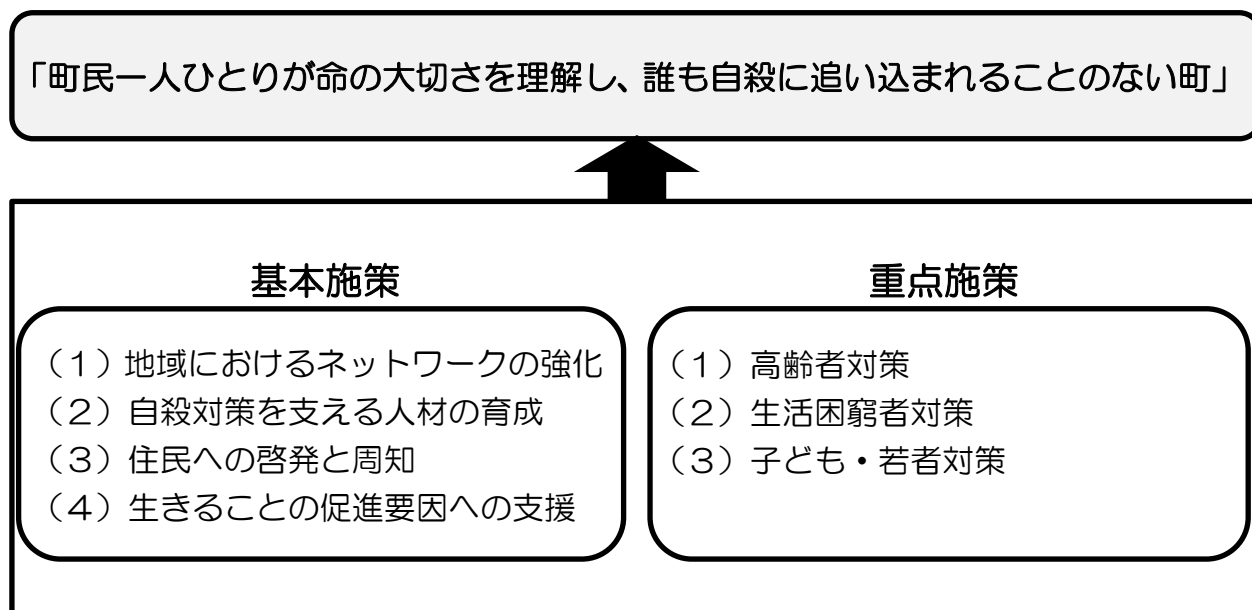 「町民一人ひとりが命の大切さを理解し、誰も自殺に追い込まれることのない町」
基本施策
（１）地域におけるネットワークの強化
（２）自殺対策を支える人材の育成
（３）住民への啓発と周知
（４）生きることの促進要因への支援
重点施策
（１）高齢者対策
（２）生活困窮者対策
（３）子ども・若者対策